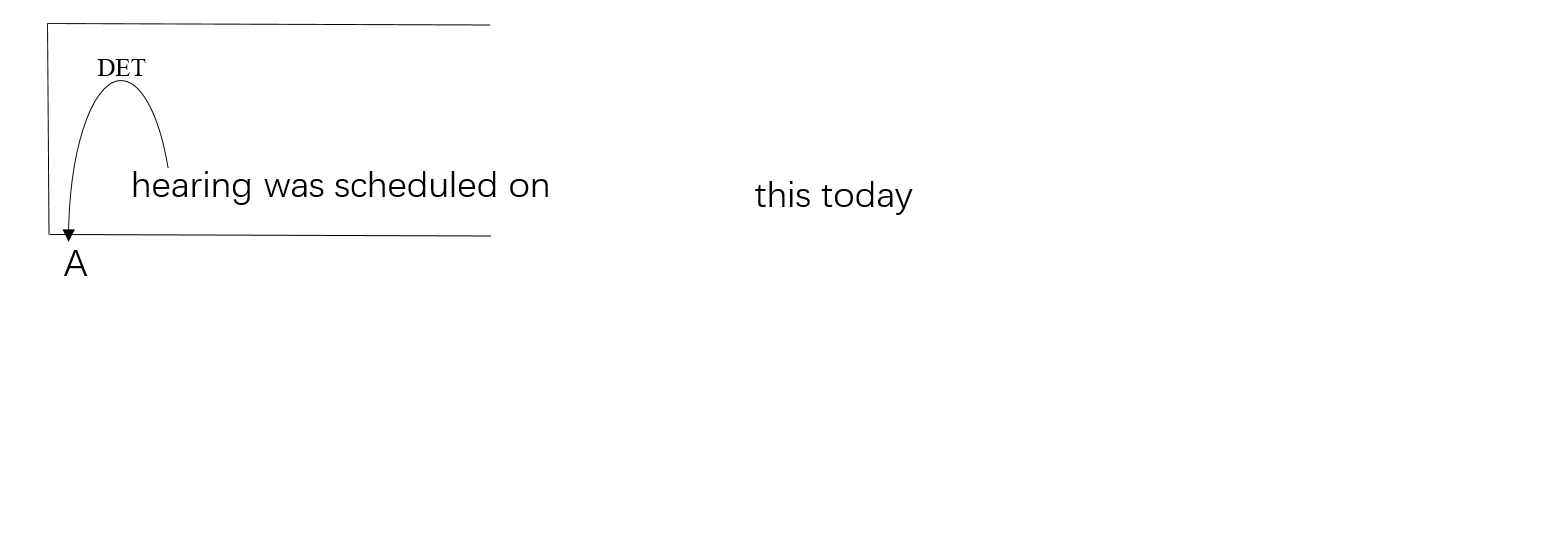 DET
hearing was scheduled on
this today
A